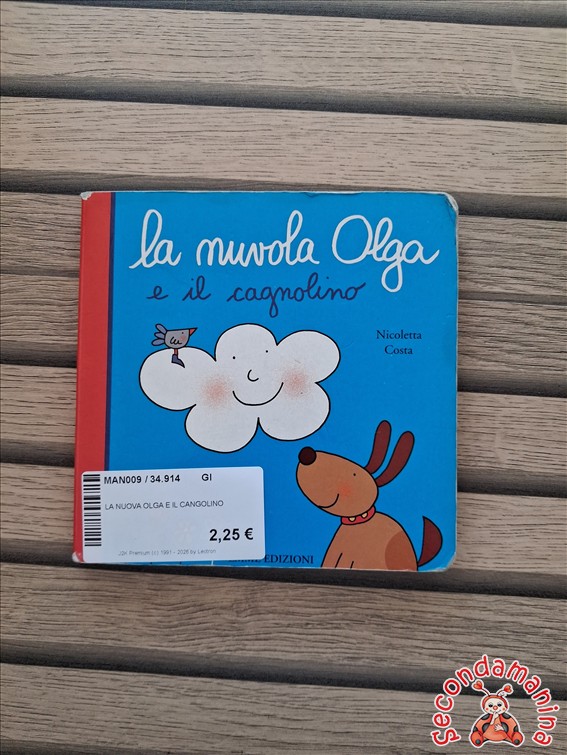 la nuvola Olga
e il cagnolino
Nicoletta
Costa
MAN009 / 34.914 GI
LA NUOVA OLGA E IL CANGOLINO
2,25 €
EDIZIONI
Secondamanina